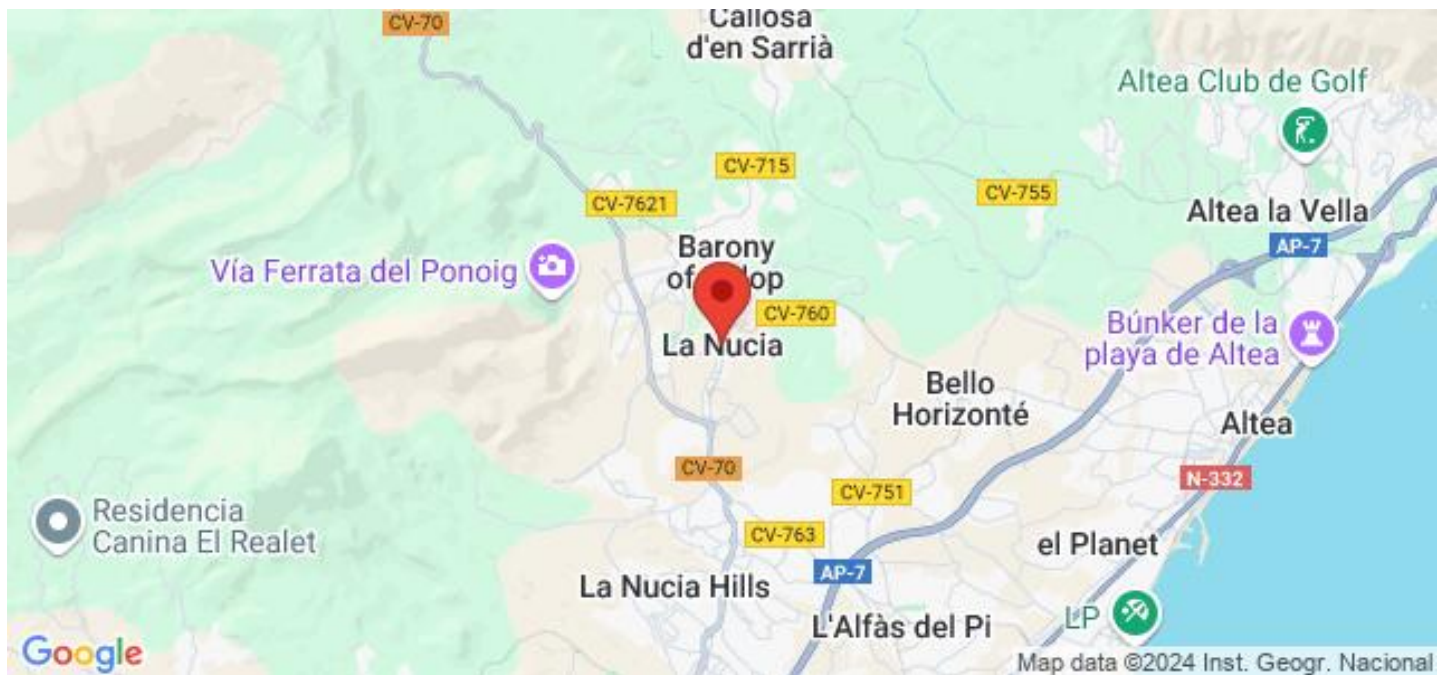 CV-70
Callosa
d'en Sarrià
Altea Club de Golf
CV-715
CV-755
CV-7621
Altea la Vella
AP-7
Barony
Vía Ferrata del Ponoig
CV-760
La Nucia
Búnker de la
playa de Altea
Bello
Horizonté
Altea
CV-70
N-332
CV-751
Residencia
Canina El Realet
CV-763
el Planet
AP-7
La Nucia Hills
L'Alfàs del Pi
LP
Google
Map data ©2024 Inst. Geogr. Nacional